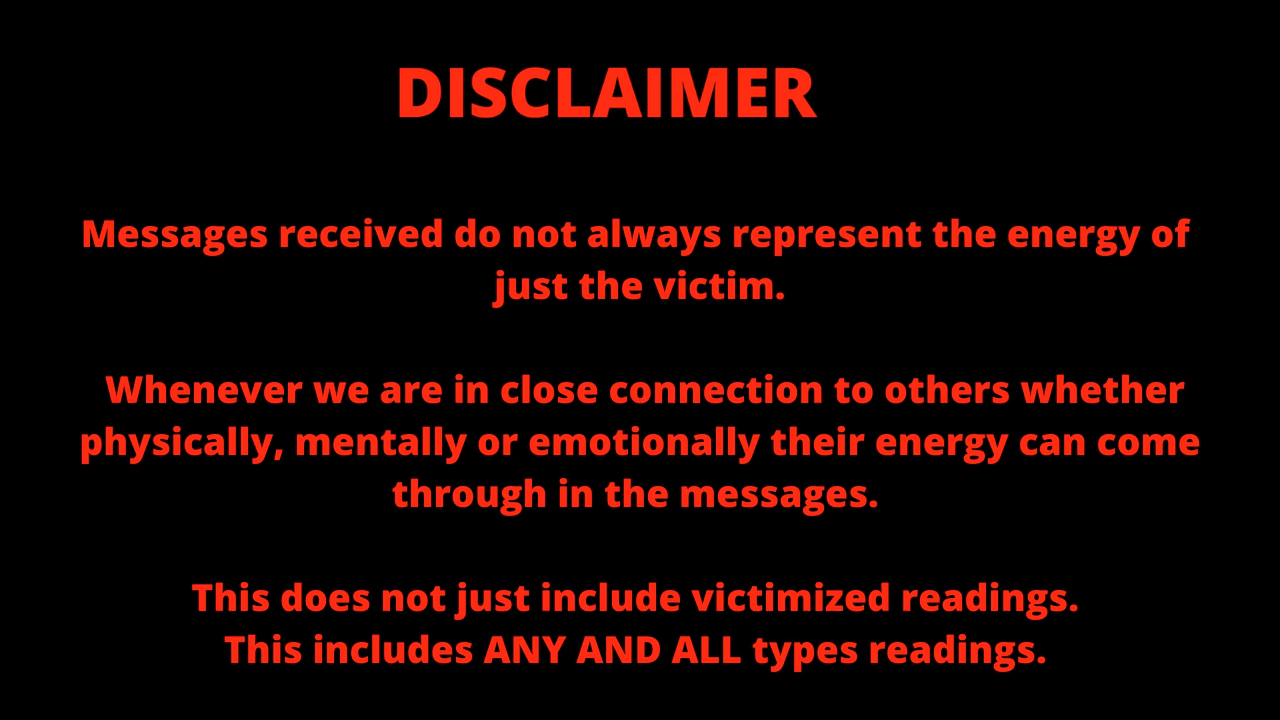 DISCLAIMER
Messages received do not always represent the energy of
just the victim.
Whenever we are in close connection to others whether
physically, mentally or emotionally their energy can come
through in the messages.
This does not just include victimized readings.
This includes ANY AND ALL types readings.